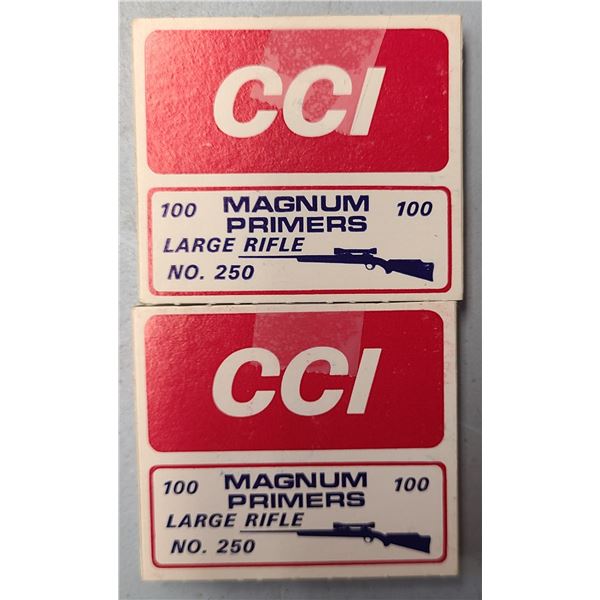 CCI
100 MAGNUM 100
PRIMERS
LARGE RIFLE
NO. 250
CCI
100 MAGNUM 100
PRIMERS
LARGE RIFLE
NO. 250